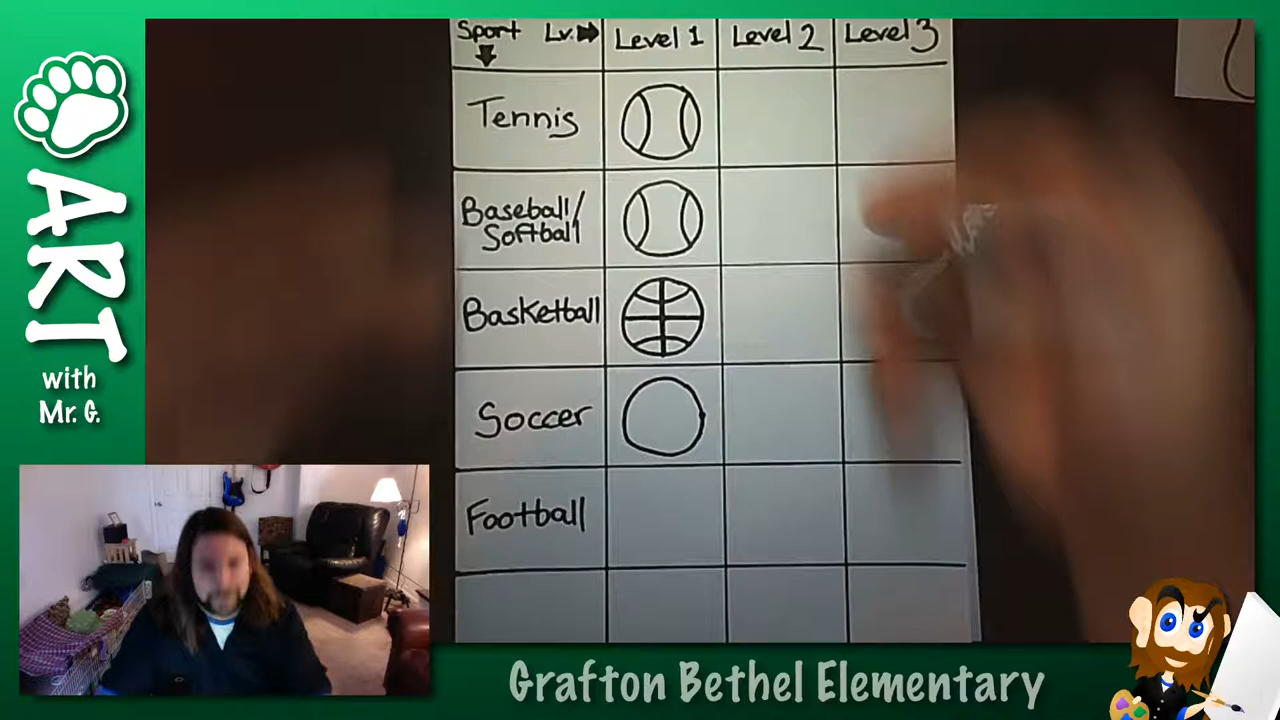 ART
with
Mr. G.
Sport Lv. Level 1 Level 2 Level 3
Tennis
Baseball/
Softball
Basketball
Soccer
Football
Grafton Bethel Elementary